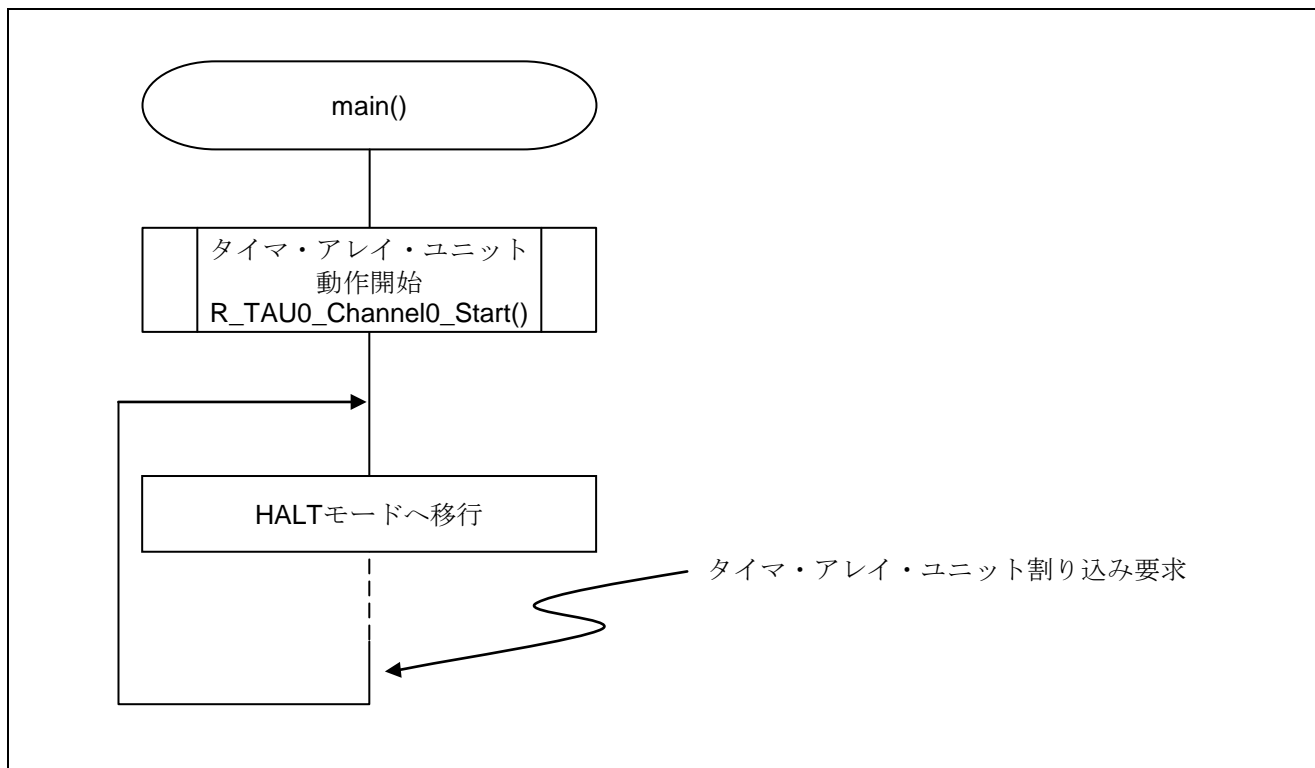 main()
タイマ・アレイ・ユニット
動作開始
R_TAU0_Channel0_Start()
HALTモードへ移行
タイマ・アレイ・ユニット割り込み要求